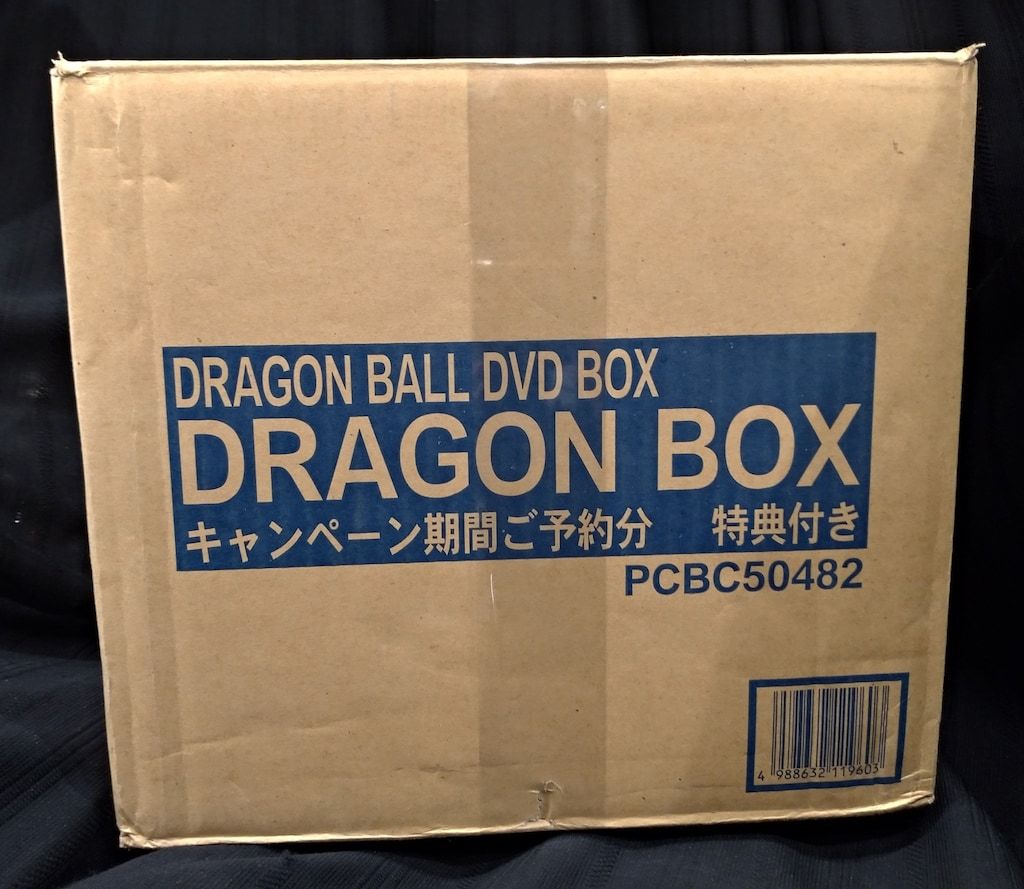 DRAGON BALL DVD BOX
DRAGON BOX
キャンペーン期間ご予約分 特典付き
PCBC50482
4 988632 119603